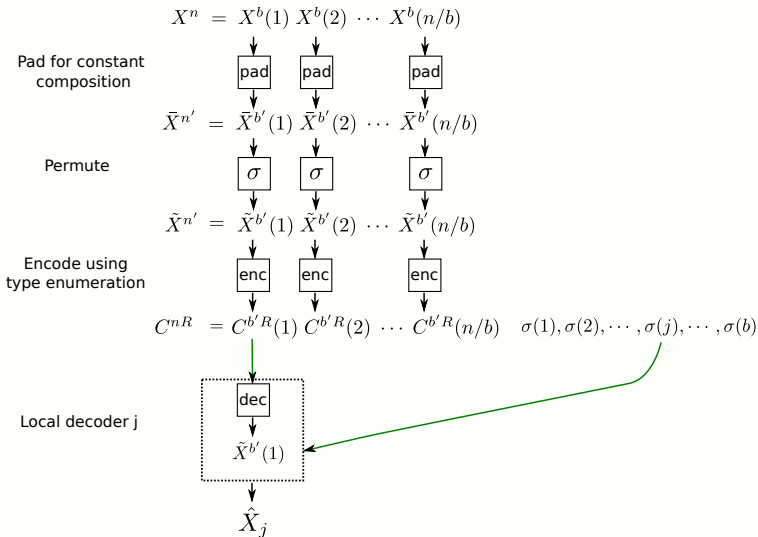 X^n = X^b(1) X^b(2) ⋯ X^b(n/b)
Pad for constant
composition
pad pad pad
X̄^{n'} = X̄^{b'}(1) X̄^{b'}(2) ⋯ X̄^{b'}(n/b)
Permute
σ σ σ
X̃^{n'} = X̃^{b'}(1) X̃^{b'}(2) ⋯ X̃^{b'}(n/b)
Encode using
type enumeration
enc enc enc
C^{nR} = C^{b'R}(1) C^{b'R}(2) ⋯ C^{b'R}(n/b) σ(1), σ(2), ⋯ , σ(j), ⋯ , σ(b)
dec
Local decoder j
X̃^{b'}(1)
X̂_j